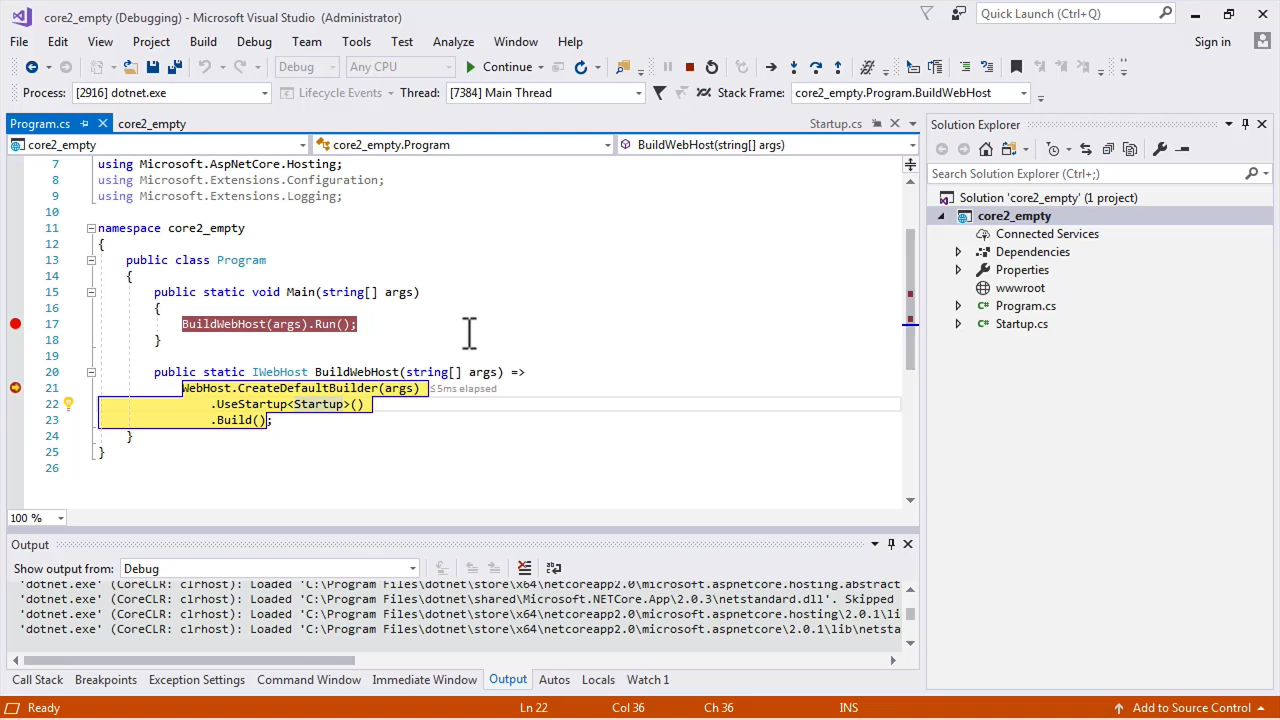 core2_empty (Debugging) - Microsoft Visual Studio (Administrator)
Quick Launch (Ctrl+Q)
File Edit View Project Build Debug Team Tools Test Analyze Window Help
Sign in
Debug Any CPU Continue
Process: [2916] dotnet.exe Lifecycle Events Thread: [7384] Main Thread Stack Frame: core2_empty.Program.BuildWebHost
Program.cs core2_empty Startup.cs
core2_empty core2_empty.Program BuildWebHost(string[] args)
7 using Microsoft.AspNetCore.Hosting;
8 using Microsoft.Extensions.Configuration;
9 using Microsoft.Extensions.Logging;
10
11 namespace core2_empty
12 {
13 public class Program
14 {
15 public static void Main(string[] args)
16 {
17 BuildWebHost(args).Run();
18 }
19
20 public static IWebHost BuildWebHost(string[] args) =>
21 WebHost.CreateDefaultBuilder(args) ≤5ms elapsed
22 .UseStartup<Startup>()
23 .Build();
24 }
25 }
26
100 %
Solution Explorer
Search Solution Explorer (Ctrl+;)
Solution 'core2_empty' (1 project)
core2_empty
Connected Services
Dependencies
Properties
wwwroot
Program.cs
Startup.cs
Output
Show output from: Debug
'dotnet.exe' (CoreCLR: clrhost): Loaded 'C:\Program Files\dotnet\store\x64\netcoreapp2.0\microsoft.aspnetcore.hosting.abstract
'dotnet.exe' (CoreCLR: clrhost): Loaded 'C:\Program Files\dotnet\shared\Microsoft.NETCore.App\2.0.3\netstandard.dll'. Skipped
'dotnet.exe' (CoreCLR: clrhost): Loaded 'C:\Program Files\dotnet\store\x64\netcoreapp2.0\microsoft.aspnetcore.hosting\2.0.1\li
'dotnet.exe' (CoreCLR: clrhost): Loaded 'C:\Program Files\dotnet\store\x64\netcoreapp2.0\microsoft.aspnetcore\2.0.1\lib\netsta
Call Stack Breakpoints Exception Settings Command Window Immediate Window Output Autos Locals Watch 1
Ready Ln 22 Col 36 Ch 36 INS Add to Source Control